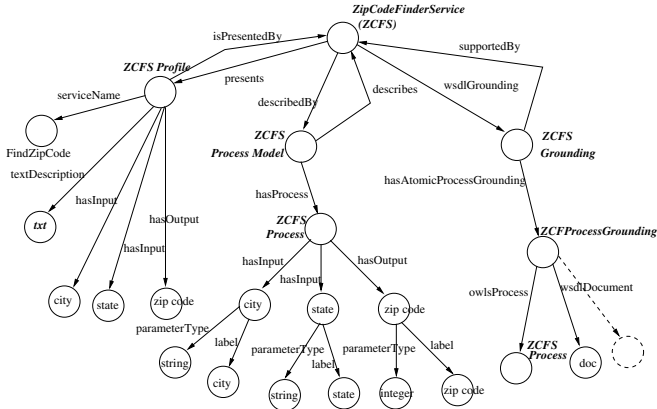 ZipCodeFinderService
(ZCFS)
isPresentedBy
supportedBy
ZCFS Profile
presents
wsdlGrounding
serviceName
describedBy
describes
ZCFS
Process Model
ZCFS
Grounding
FindZipCode
textDescription
hasInput
hasOutput
hasInput
hasProcess
hasAtomicProcessGrounding
txt
ZCFS
Process
ZCFProcessGrounding
hasInput
hasInput
hasOutput
owlsProcess
wsdlDocument
city
state
zip code
city
state
zip code
parameterType
label
parameterType
label
parameterType
label
string
city
string
state
integer
zip code
ZCFS
Process
doc